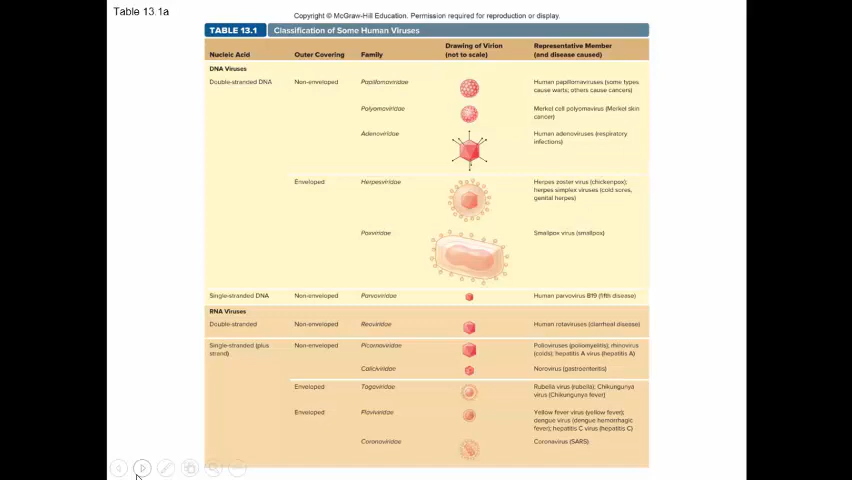 Table 13.1a
Copyright © McGraw-Hill Education. Permission required for reproduction or display.
TABLE 13.1 Classification of Some Human Viruses
Nucleic Acid Outer Covering Family Drawing of Virion (not to scale) Representative Member (and disease caused)
DNA Viruses
Double-stranded DNA Non-enveloped Papillomaviridae Human papillomaviruses (some types
cause warts; others cause cancers)
Polyomaviridae Merkel cell polyomavirus (Merkel skin
cancer)
Adenoviridae Human adenoviruses (respiratory
infections)
Enveloped Herpesviridae Herpes zoster virus (chickenpox);
herpes simplex viruses (cold sores,
genital herpes)
Poxviridae Smallpox virus (smallpox)
Single-stranded DNA Non-enveloped Parvoviridae Human parvovirus B19 (fifth disease)
RNA Viruses
Double-stranded Non-enveloped Reoviridae Human rotaviruses (diarrheal disease)
Single-stranded (plus Non-enveloped Picornaviridae Polioviruses (poliomyelitis); rhinovirus
strand) (colds); hepatitis A virus (hepatitis A)
Caliciviridae Norovirus (gastroenteritis)
Enveloped Togaviridae Rubella virus (rubella); Chikungunya
virus (Chikungunya fever)
Enveloped Flaviviridae Yellow fever virus (yellow fever);
dengue virus (dengue hemorrhagic
fever); hepatitis C virus (hepatitis C)
Coronaviridae Coronavirus (SARS)